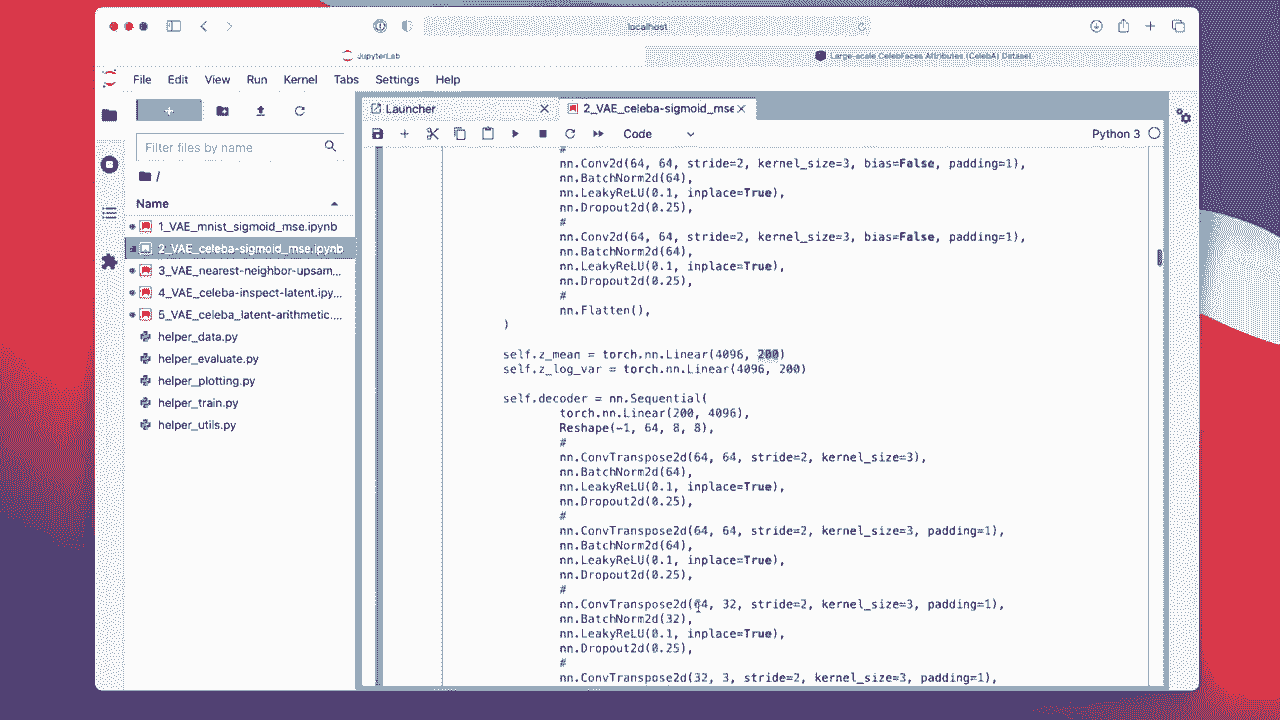 localhost
JupyterLab
Large-scale CelebFaces Attributes (CelebA) Dataset
File Edit View Run Kernel Tabs Settings Help
Launcher
2_VAE_celeba-sigmoid_mse
Code
Python 3
Filter files by name
/
Name
1_VAE_mnist_sigmoid_mse.ipynb
2_VAE_celeba-sigmoid_mse.ipynb
3_VAE_nearest-neighbor-upsam...
4_VAE_celeba-inspect-latent.ipy...
5_VAE_celeba_latent-arithmetic....
helper_data.py
helper_evaluate.py
helper_plotting.py
helper_train.py
helper_utils.py
#
nn.Conv2d(64, 64, stride=2, kernel_size=3, bias=False, padding=1),
nn.BatchNorm2d(64),
nn.LeakyReLU(0.1, inplace=True),
nn.Dropout2d(0.25),
#
nn.Conv2d(64, 64, stride=2, kernel_size=3, bias=False, padding=1),
nn.BatchNorm2d(64),
nn.LeakyReLU(0.1, inplace=True),
nn.Dropout2d(0.25),
#
nn.Flatten(),
)
self.z_mean = torch.nn.Linear(4096, 200)
self.z_log_var = torch.nn.Linear(4096, 200)
self.decoder = nn.Sequential(
torch.nn.Linear(200, 4096),
Reshape(-1, 64, 8, 8),
#
nn.ConvTranspose2d(64, 64, stride=2, kernel_size=3),
nn.BatchNorm2d(64),
nn.LeakyReLU(0.1, inplace=True),
nn.Dropout2d(0.25),
#
nn.ConvTranspose2d(64, 64, stride=2, kernel_size=3, padding=1),
nn.BatchNorm2d(64),
nn.LeakyReLU(0.1, inplace=True),
nn.Dropout2d(0.25),
#
nn.ConvTranspose2d(64, 32, stride=2, kernel_size=3, padding=1),
nn.BatchNorm2d(32),
nn.LeakyReLU(0.1, inplace=True),
nn.Dropout2d(0.25),
#
nn.ConvTranspose2d(32, 3, stride=2, kernel_size=3, padding=1),